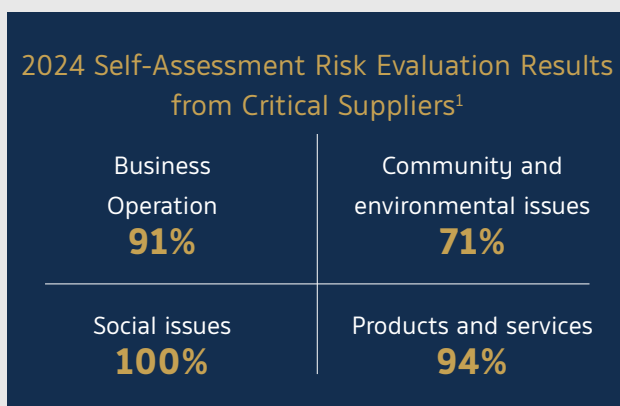 2024 Self-Assessment Risk Evaluation Results
from Critical Suppliers¹
Business
Operation
91%
Community and
environmental issues
71%
Social issues
100%
Products and services
94%